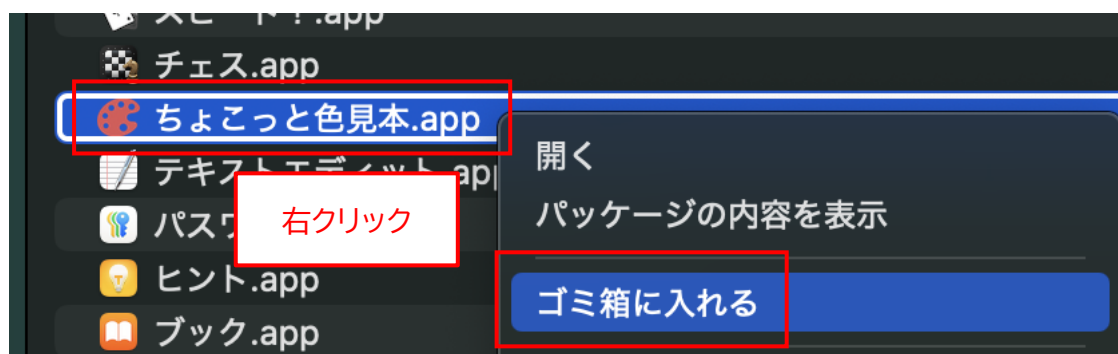 チェス.app
ちょこっと色見本.app
開く
右クリック
パッケージの内容を表示
ヒント.app
ゴミ箱に入れる
ブック.app